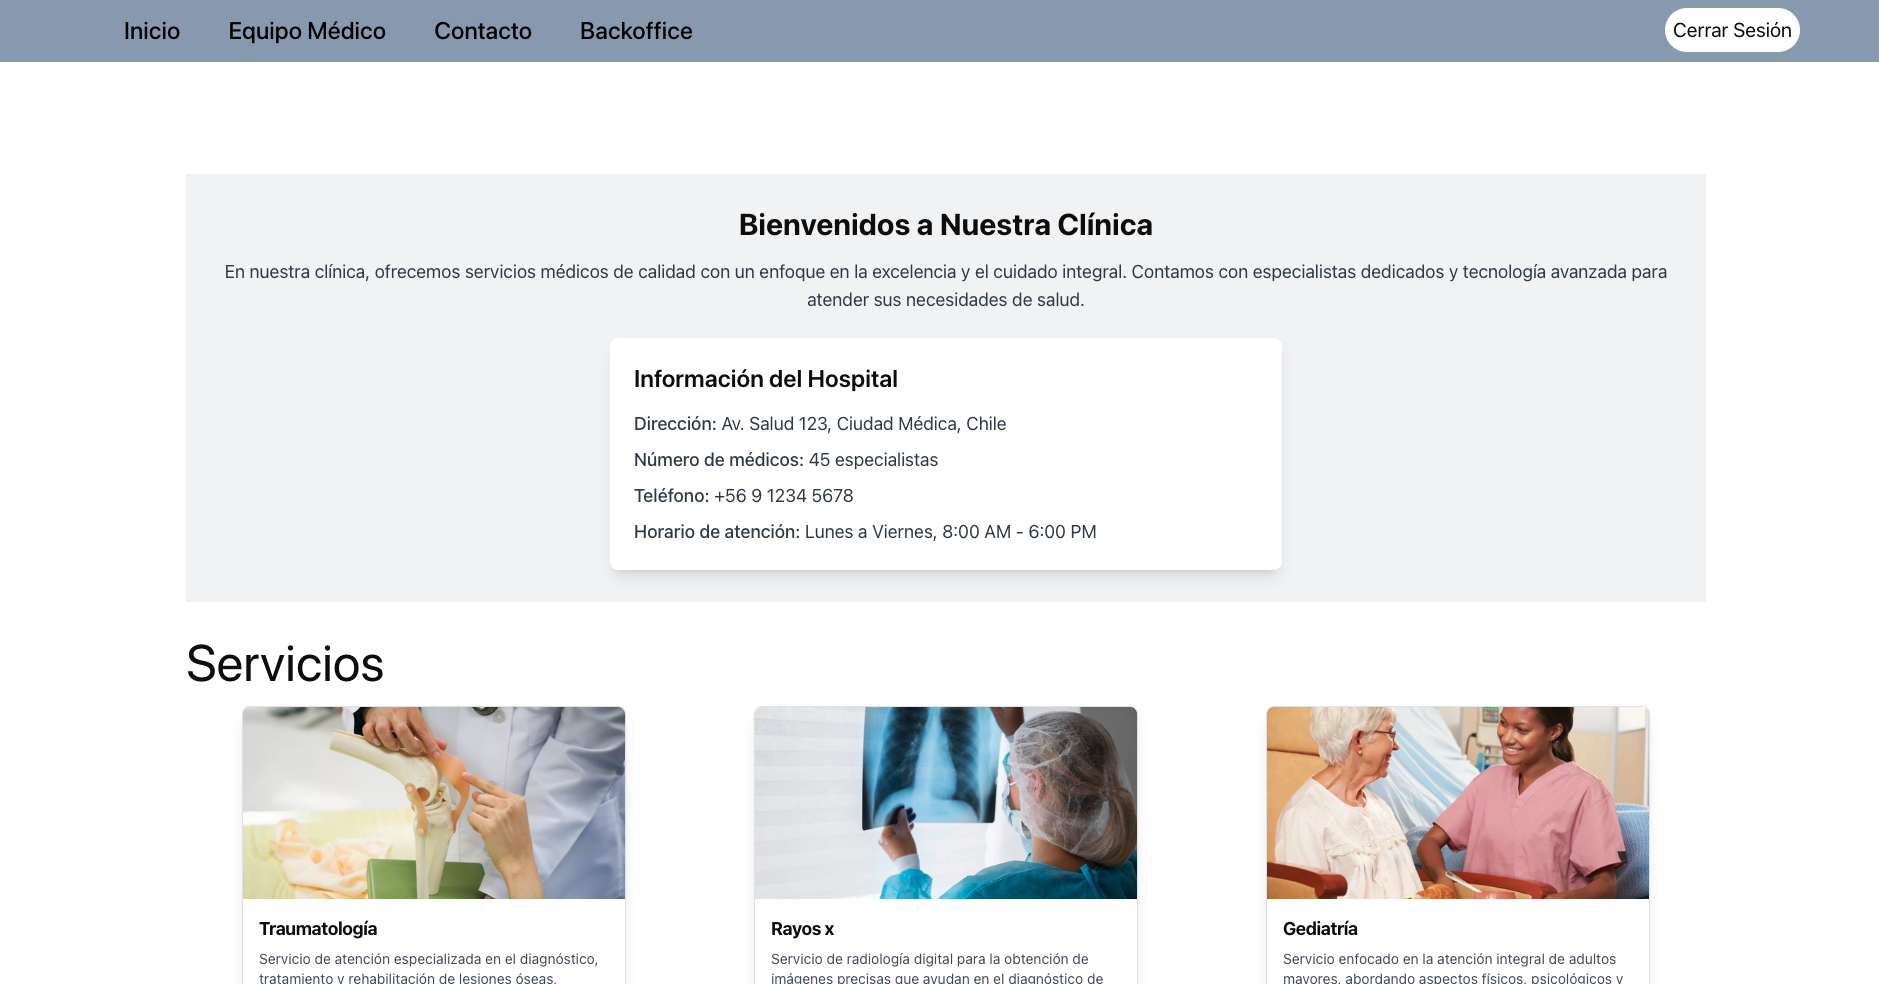 Inicio Equipo Médico Contacto Backoffice Cerrar Sesión
Bienvenidos a Nuestra Clínica
En nuestra clínica, ofrecemos servicios médicos de calidad con un enfoque en la excelencia y el cuidado integral. Contamos con especialistas dedicados y tecnología avanzada para
atender sus necesidades de salud.
Información del Hospital
Dirección: Av. Salud 123, Ciudad Médica, Chile
Número de médicos: 45 especialistas
Teléfono: +56 9 1234 5678
Horario de atención: Lunes a Viernes, 8:00 AM - 6:00 PM
Servicios
Traumatología
Servicio de atención especializada en el diagnóstico,
tratamiento y rehabilitación de lesiones óseas,
Rayos x
Servicio de radiología digital para la obtención de
imágenes precisas que ayudan en el diagnóstico de
Gediatría
Servicio enfocado en la atención integral de adultos
mayores, abordando aspectos físicos, psicológicos y